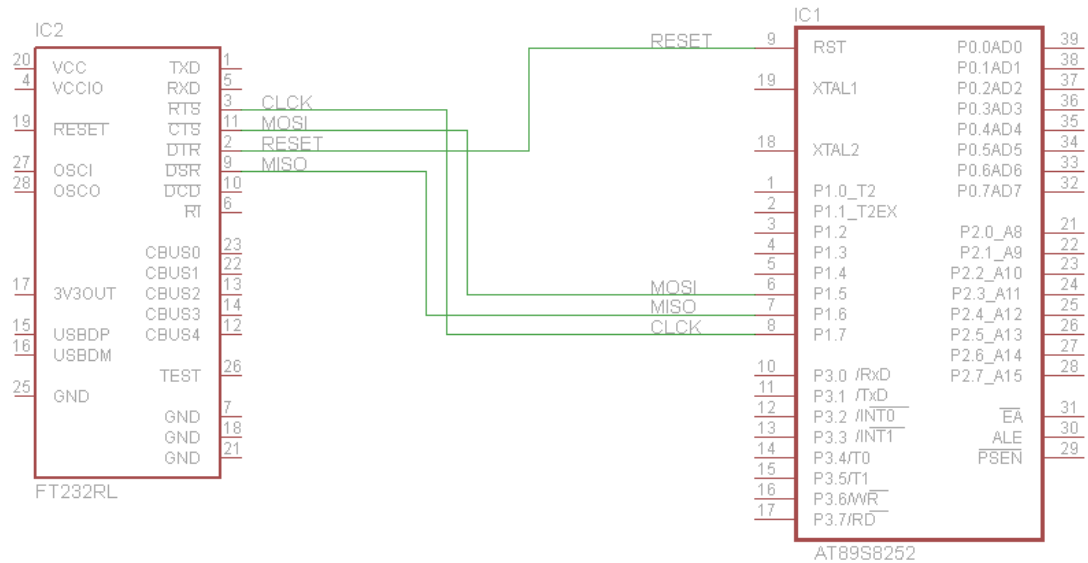 IC2
20 VCC TXD 1
4 VCCIO RXD 5
RTS 3 CLCK
19 RESET CTS 11 MOSI
DTR 2 RESET
27 OSCI DSR 9 MISO
28 OSCO DCD 10
RI 6
CBUS0 23
CBUS1 22
17 3V3OUT CBUS2 13
CBUS3 14
15 USBDP CBUS4 12
16 USBDM
TEST 26
25 GND
GND 7
GND 18
GND 21
FT232RL
IC1
RESET 9 RST P0.0AD0 39
P0.1AD1 38
19 XTAL1 P0.2AD2 37
P0.3AD3 36
P0.4AD4 35
18 XTAL2 P0.5AD5 34
P0.6AD6 33
1 P1.0_T2 P0.7AD7 32
2 P1.1_T2EX
3 P1.2 P2.0_A8 21
4 P1.3 P2.1_A9 22
5 P1.4 P2.2_A10 23
MOSI 6 P1.5 P2.3_A11 24
MISO 7 P1.6 P2.4_A12 25
CLCK 8 P1.7 P2.5_A13 26
P2.6_A14 27
10 P3.0 /RxD P2.7_A15 28
11 P3.1 /TxD
12 P3.2 /INT0 EA 31
13 P3.3 /INT1 ALE 30
14 P3.4/T0 PSEN 29
15 P3.5/T1
16 P3.6/WR
17 P3.7/RD
AT89S8252